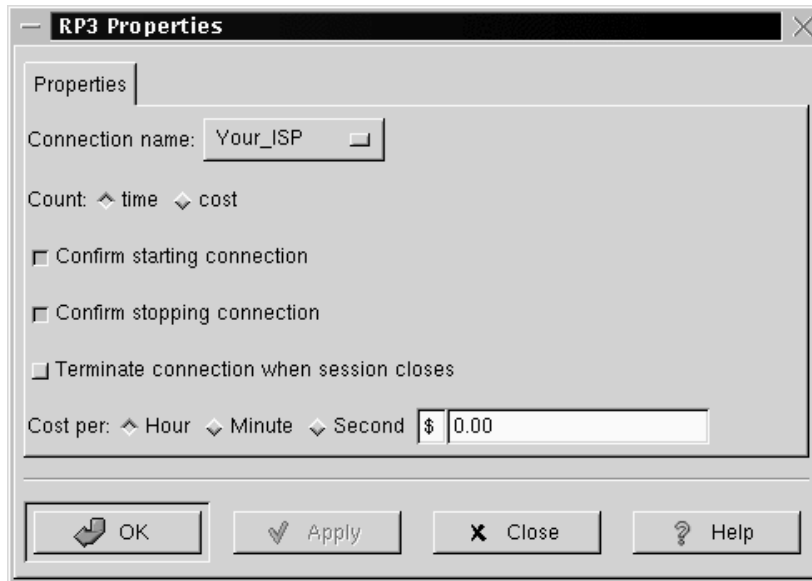 RP3 Properties
Properties
Connection name: Your_ISP
Count: time cost
Confirm starting connection
Confirm stopping connection
Terminate connection when session closes
Cost per: Hour Minute Second $ 0.00
OK Apply Close Help